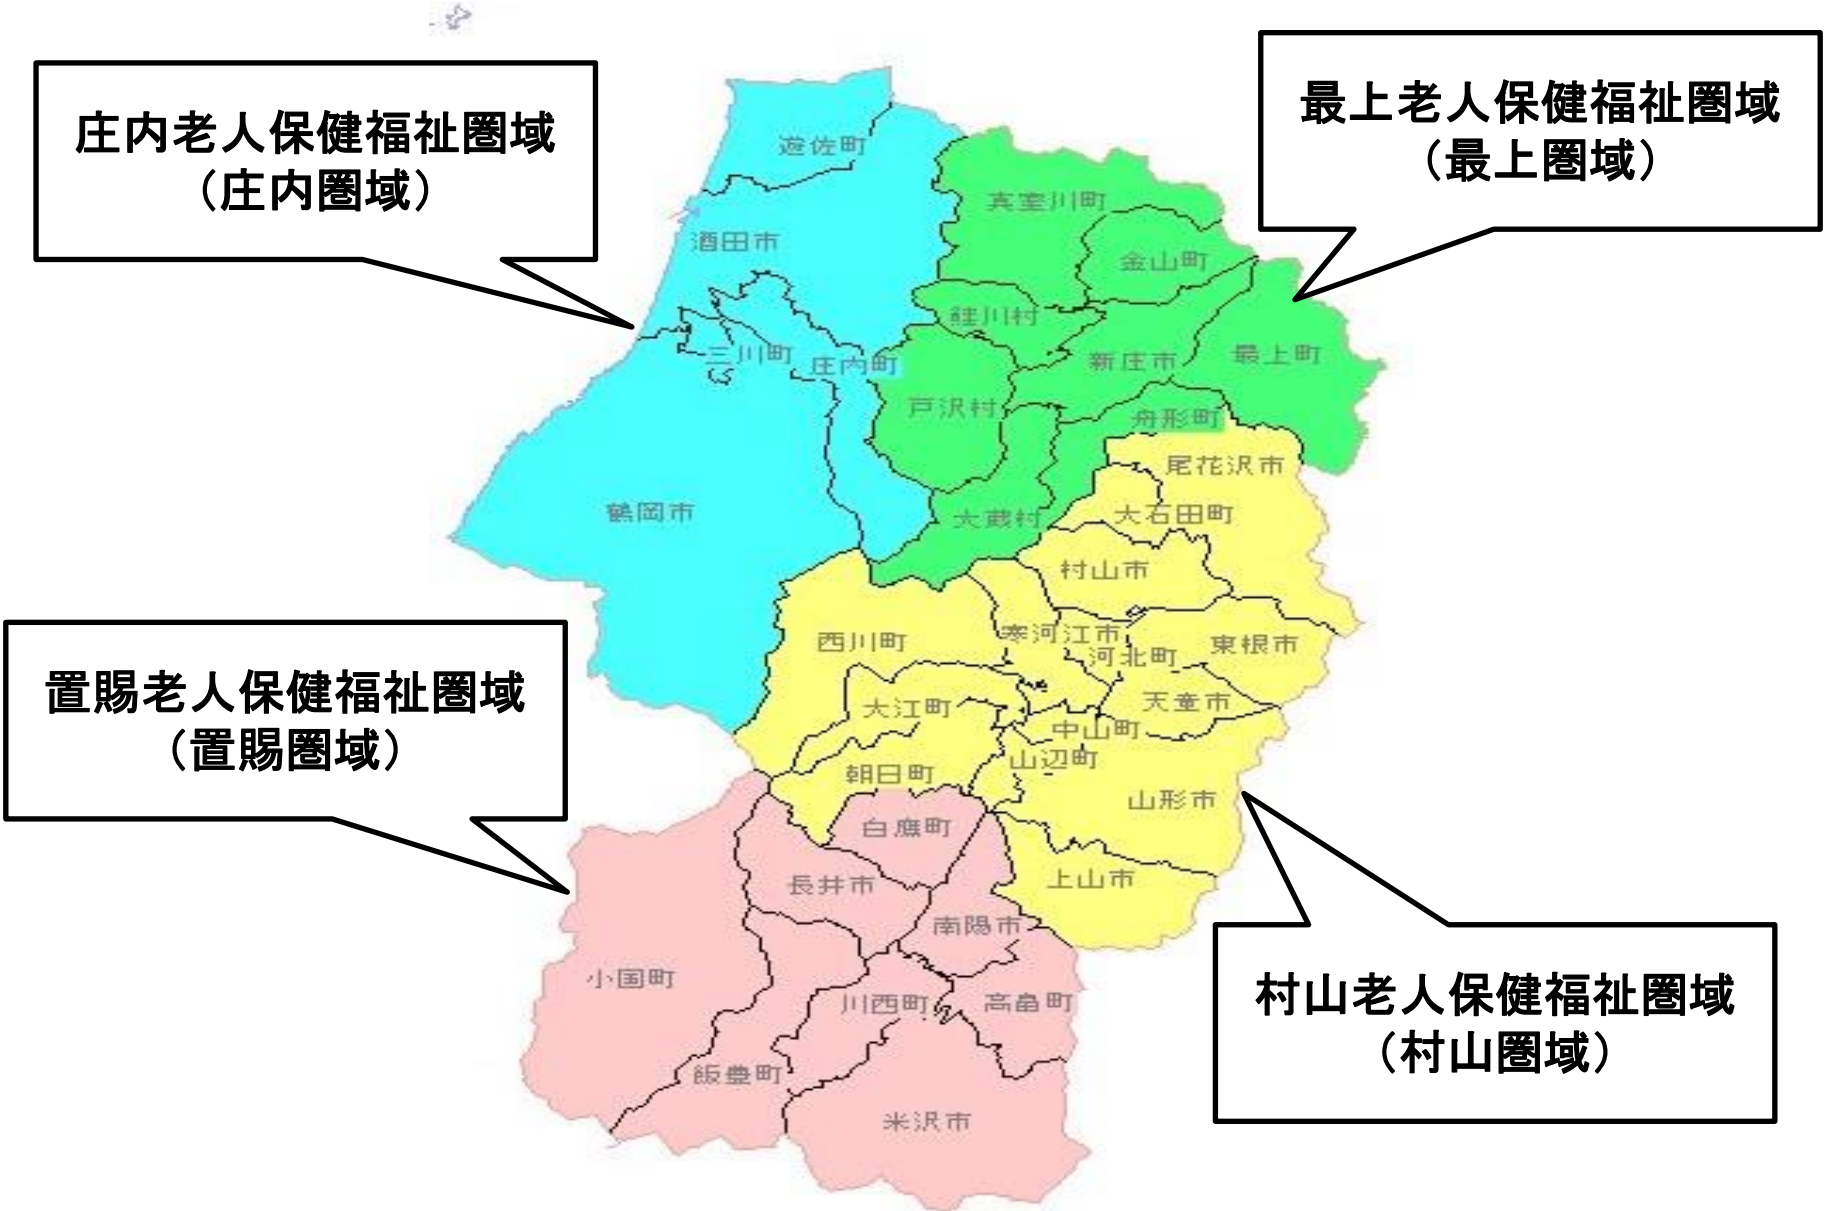 庄内老人保健福祉圏域
(庄内圏域)
最上老人保健福祉圏域
(最上圏域)
遊佐町
真室川町
酒田市
金山町
鮭川村
三川町
庄内町
新庄市
最上町
戸沢村
舟形町
尾花沢市
鶴岡市
大蔵村
大石田町
村山市
西川町
寒河江市
河北町
東根市
置賜老人保健福祉圏域
(置賜圏域)
大江町
天童市
中山町
山辺町
朝日町
山形市
白鷹町
長井市
上山市
南陽市
小国町
川西町
高畠町
村山老人保健福祉圏域
(村山圏域)
飯豊町
米沢市